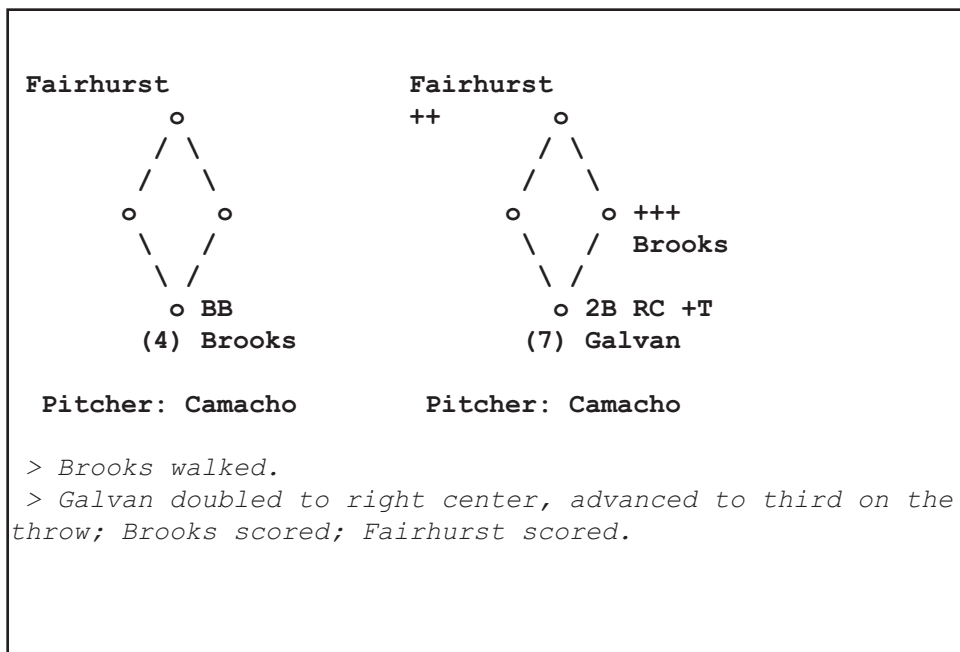 Fairhurst                Fairhurst
         o               ++       o
        / \                      / \
       /   \                    /   \
      o     o                  o     o +++
       \   /                    \   /  Brooks
        \ /                      \ /
         o BB                     o 2B RC +T
       (4) Brooks               (7) Galvan
Pitcher: Camacho        Pitcher: Camacho
> Brooks walked.
> Galvan doubled to right center, advanced to third on the
throw; Brooks scored; Fairhurst scored.